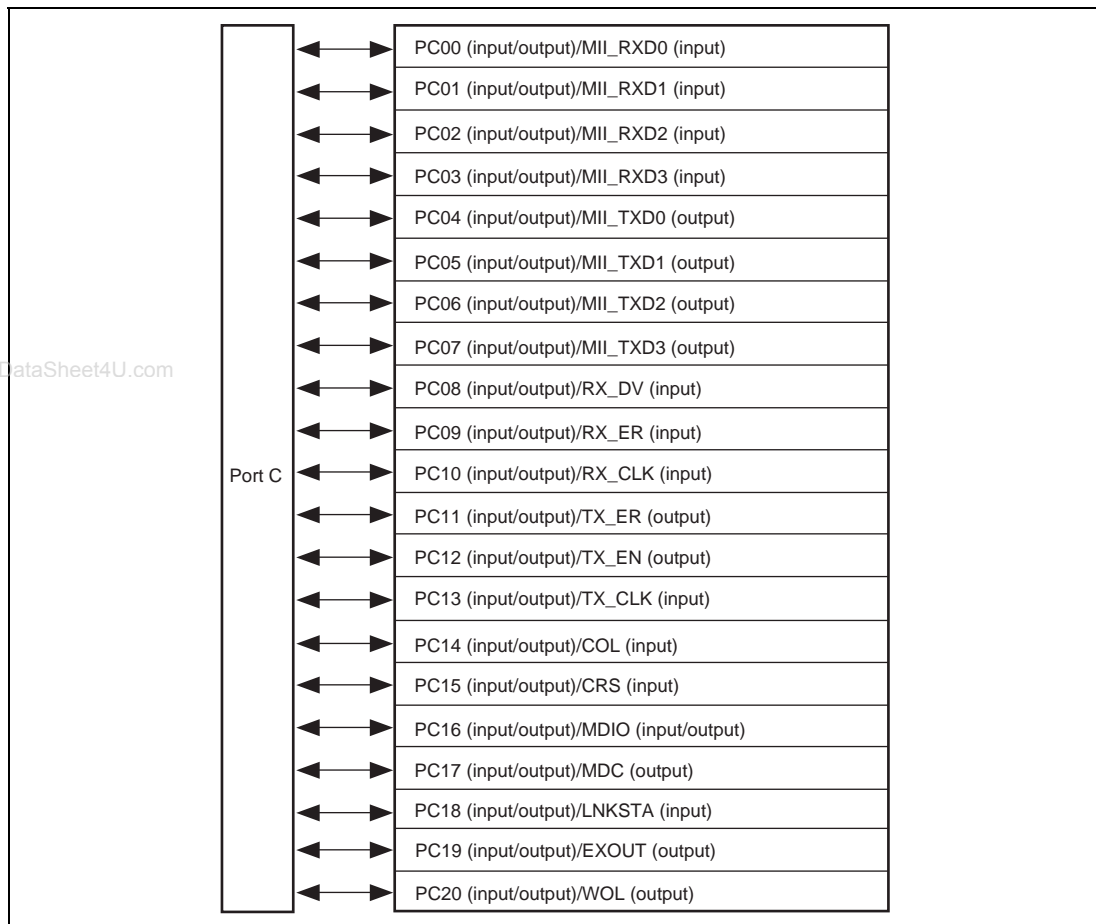 PC00 (input/output)/MII_RXD0 (input)
PC01 (input/output)/MII_RXD1 (input)
PC02 (input/output)/MII_RXD2 (input)
PC03 (input/output)/MII_RXD3 (input)
PC04 (input/output)/MII_TXD0 (output)
PC05 (input/output)/MII_TXD1 (output)
PC06 (input/output)/MII_TXD2 (output)
PC07 (input/output)/MII_TXD3 (output)
DataSheet4U.com
PC08 (input/output)/RX_DV (input)
PC09 (input/output)/RX_ER (input)
Port C
PC10 (input/output)/RX_CLK (input)
PC11 (input/output)/TX_ER (output)
PC12 (input/output)/TX_EN (output)
PC13 (input/output)/TX_CLK (input)
PC14 (input/output)/COL (input)
PC15 (input/output)/CRS (input)
PC16 (input/output)/MDIO (input/output)
PC17 (input/output)/MDC (output)
PC18 (input/output)/LNKSTA (input)
PC19 (input/output)/EXOUT (output)
PC20 (input/output)/WOL (output)